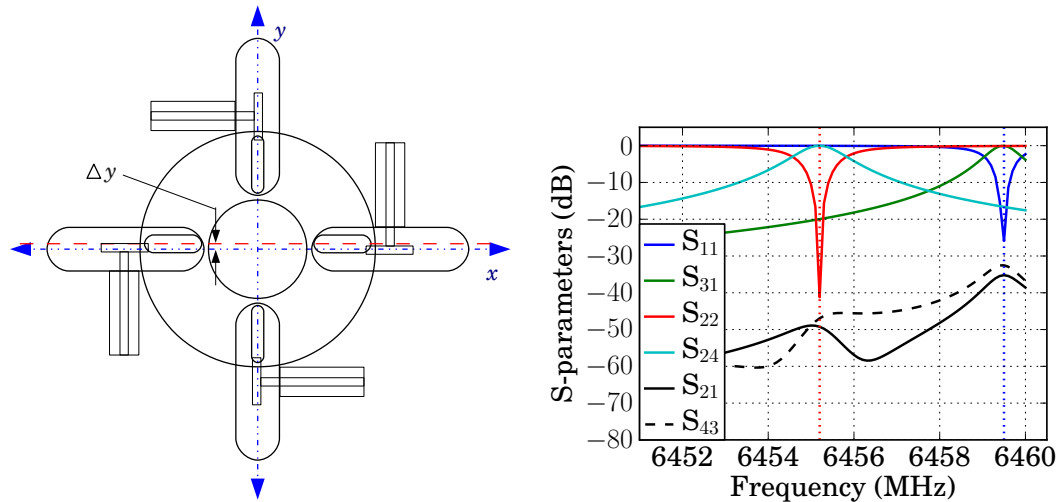 y
Δy
x
S-parameters (dB)
0
−10
−20
−30
−40
−50
−60
−70
−80
S11
S31
S22
S24
S21
S43
6452 6454 6456 6458 6460
Frequency (MHz)